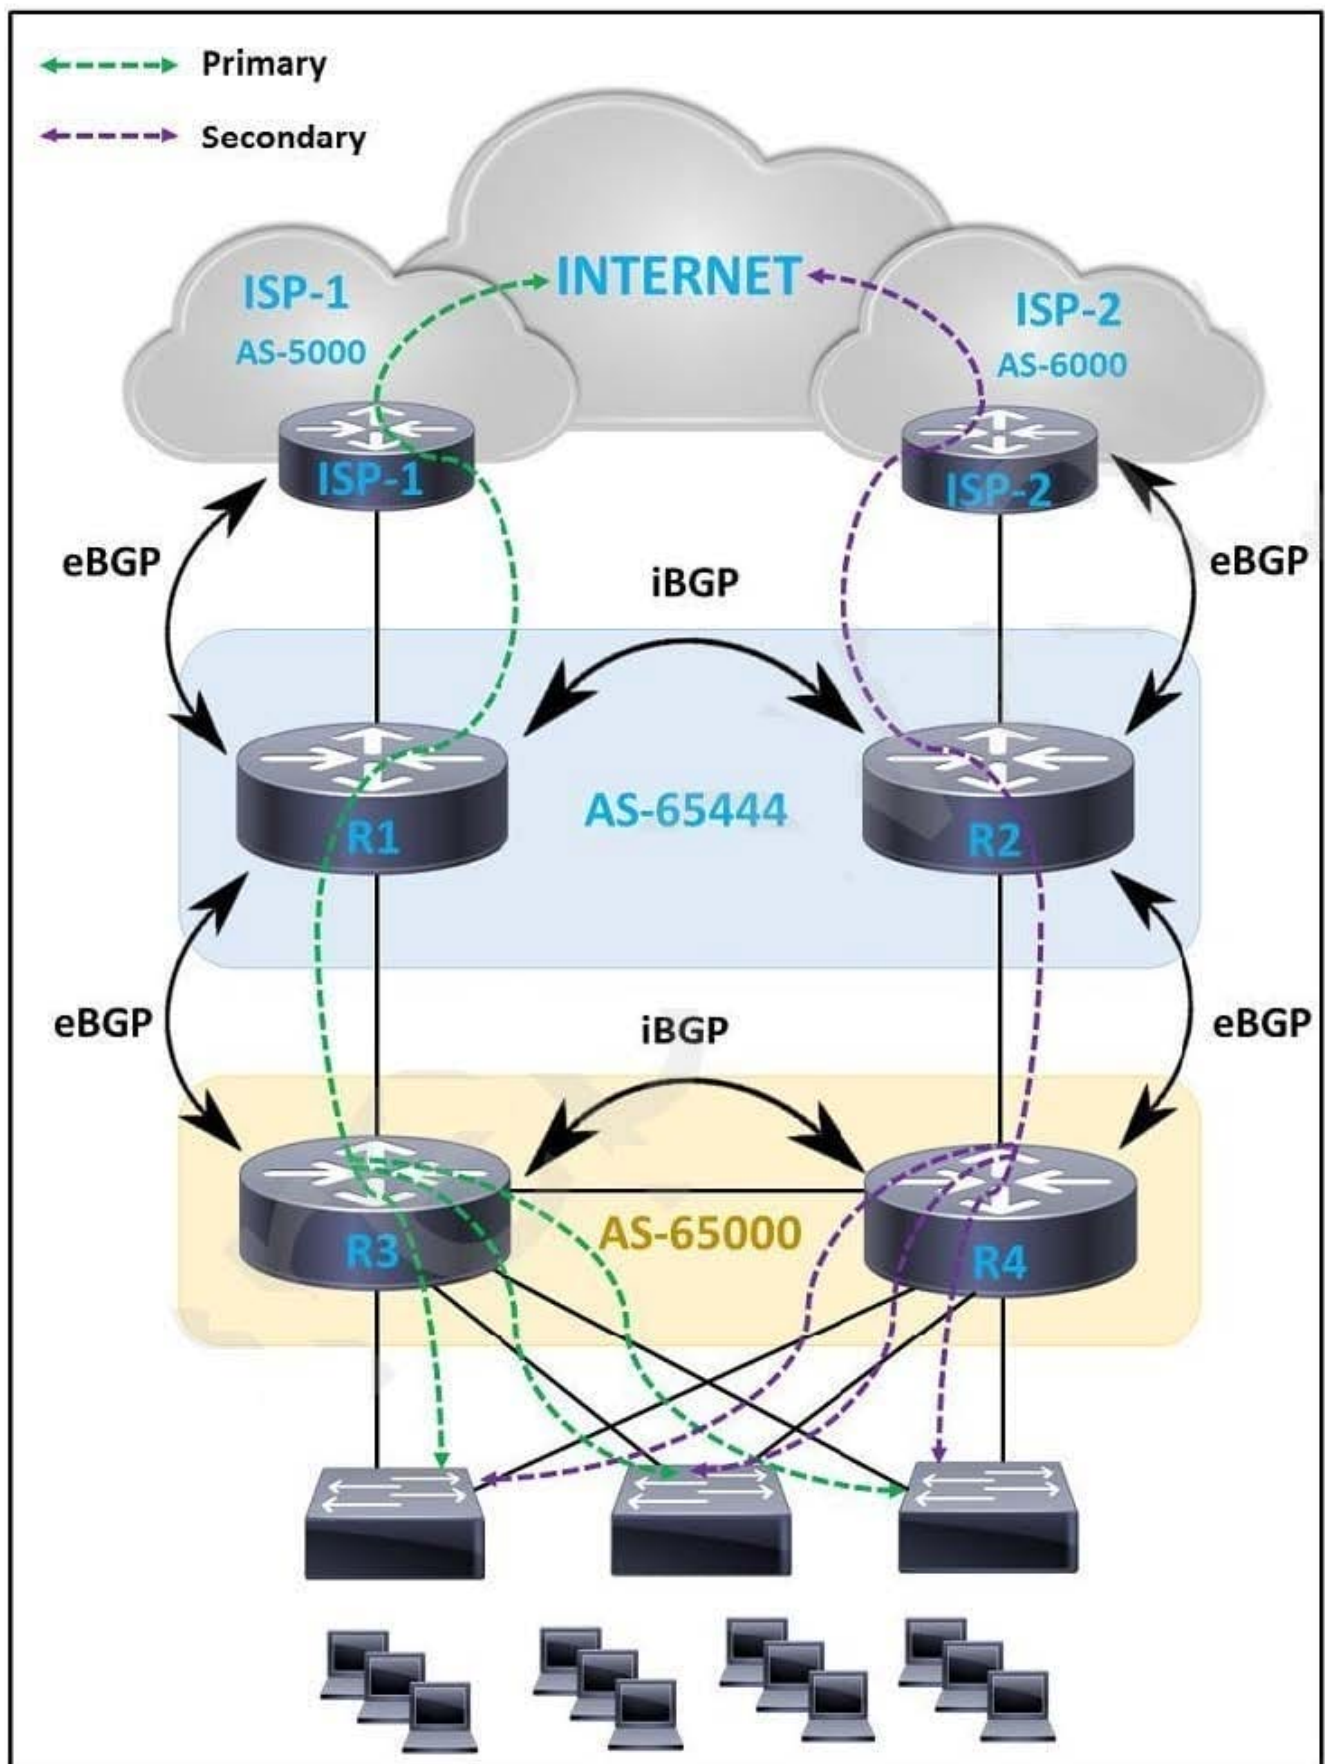 Primary
Secondary
INTERNET
ISP-1
AS-5000
ISP-2
AS-6000
ISP-1
ISP-2
eBGP
iBGP
eBGP
R1
AS-65444
R2
eBGP
iBGP
eBGP
R3
AS-65000
R4